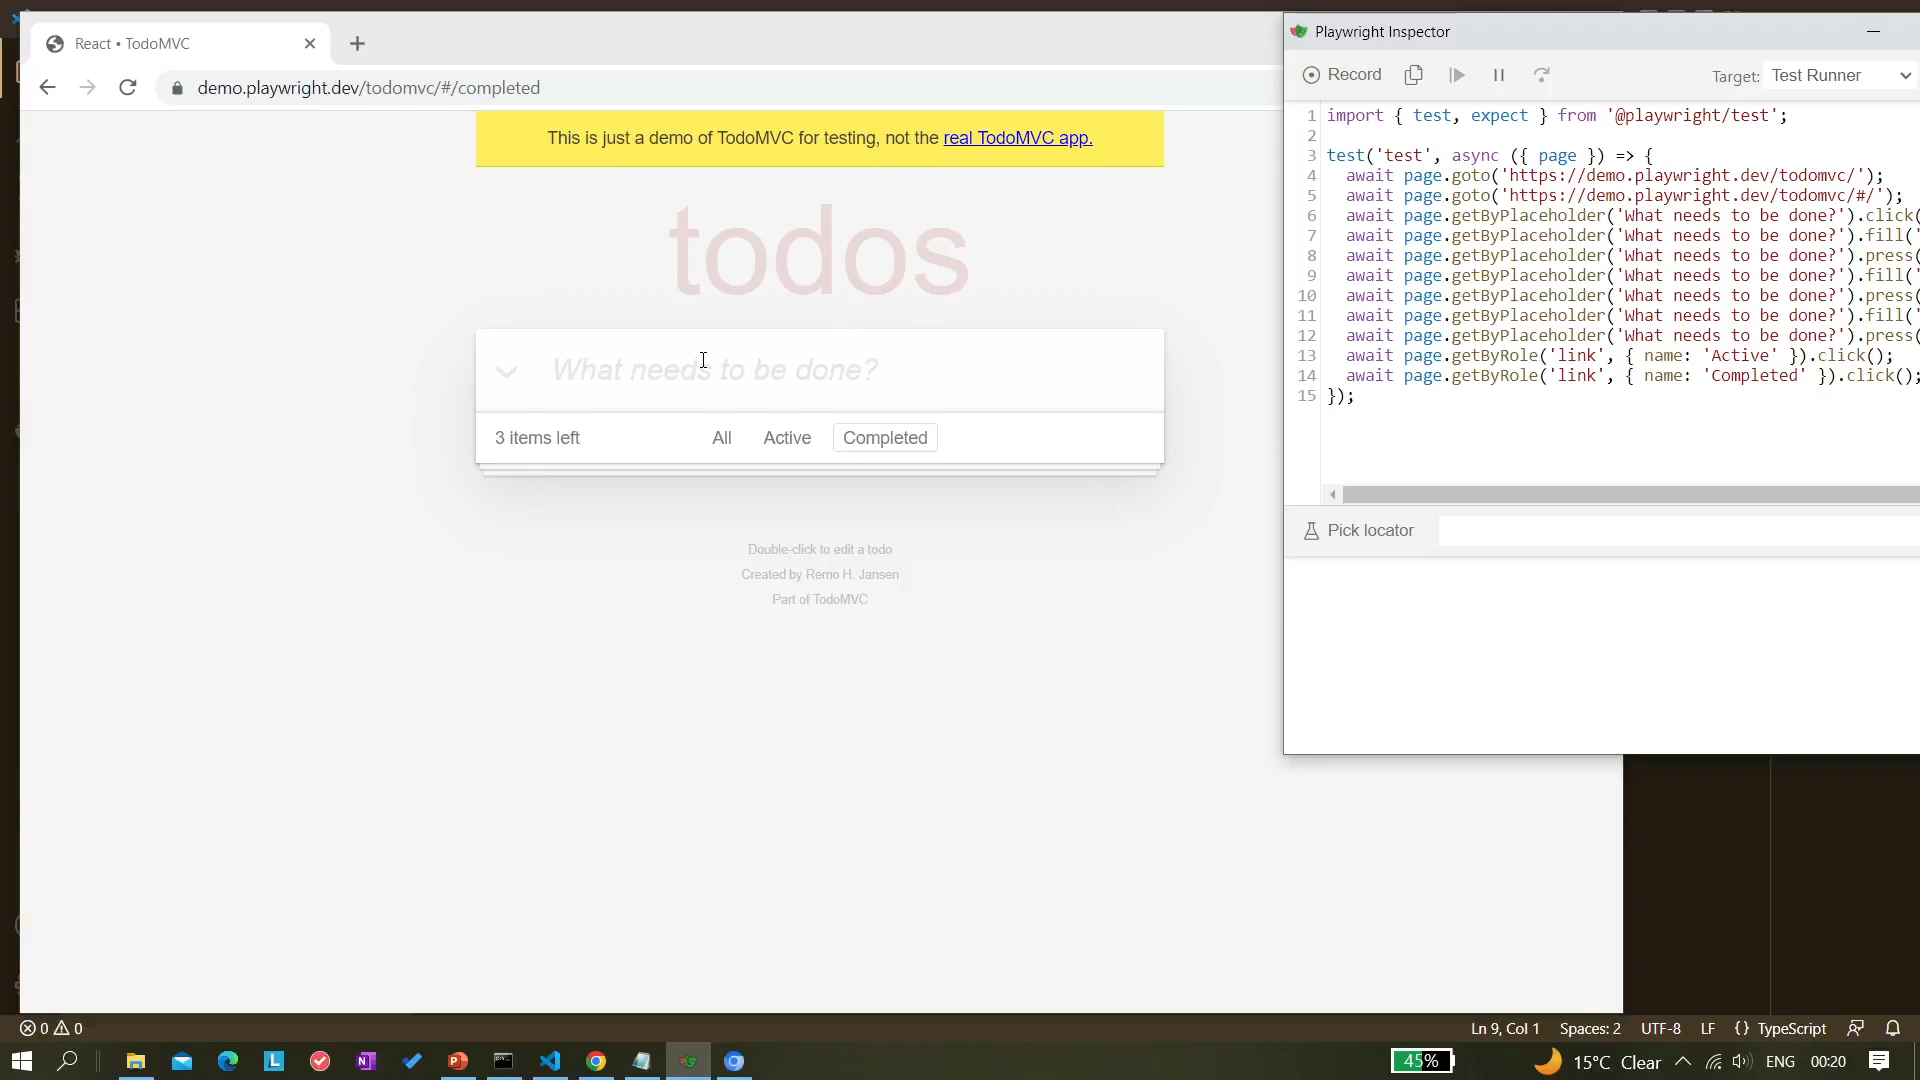 React • TodoMVC
demo.playwright.dev/todomvc/#/completed
This is just a demo of TodoMVC for testing, not the real TodoMVC app.
todos
What needs to be done?
3 items left
All
Active
Completed
Double-click to edit a todo
Created by Remo H. Jansen
Part of TodoMVC
Playwright Inspector
Record
Target: Test Runner
1 import { test, expect } from '@playwright/test';
2
3 test('test', async ({ page }) => {
4 await page.goto('https://demo.playwright.dev/todomvc/');
5 await page.goto('https://demo.playwright.dev/todomvc/#/');
6 await page.getByPlaceholder('What needs to be done?').click(
7 await page.getByPlaceholder('What needs to be done?').fill('
8 await page.getByPlaceholder('What needs to be done?').press(
9 await page.getByPlaceholder('What needs to be done?').fill('
10 await page.getByPlaceholder('What needs to be done?').press(
11 await page.getByPlaceholder('What needs to be done?').fill('
12 await page.getByPlaceholder('What needs to be done?').press(
13 await page.getByRole('link', { name: 'Active' }).click();
14 await page.getByRole('link', { name: 'Completed' }).click();
15 });
Pick locator
0 0
Ln 9, Col 1
Spaces: 2
UTF-8
LF
{} TypeScript
45%
15°C Clear
ENG
00:20